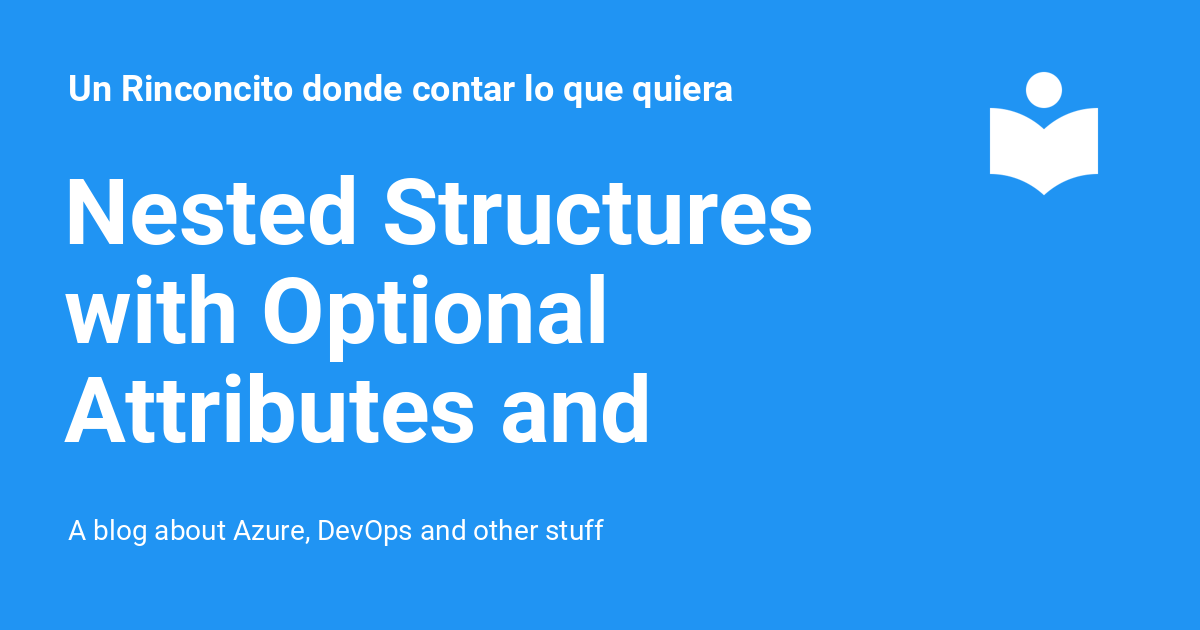 Un Rinconcito donde contar lo que quiera
Nested Structures
with Optional
Attributes and
A blog about Azure, DevOps and other stuff